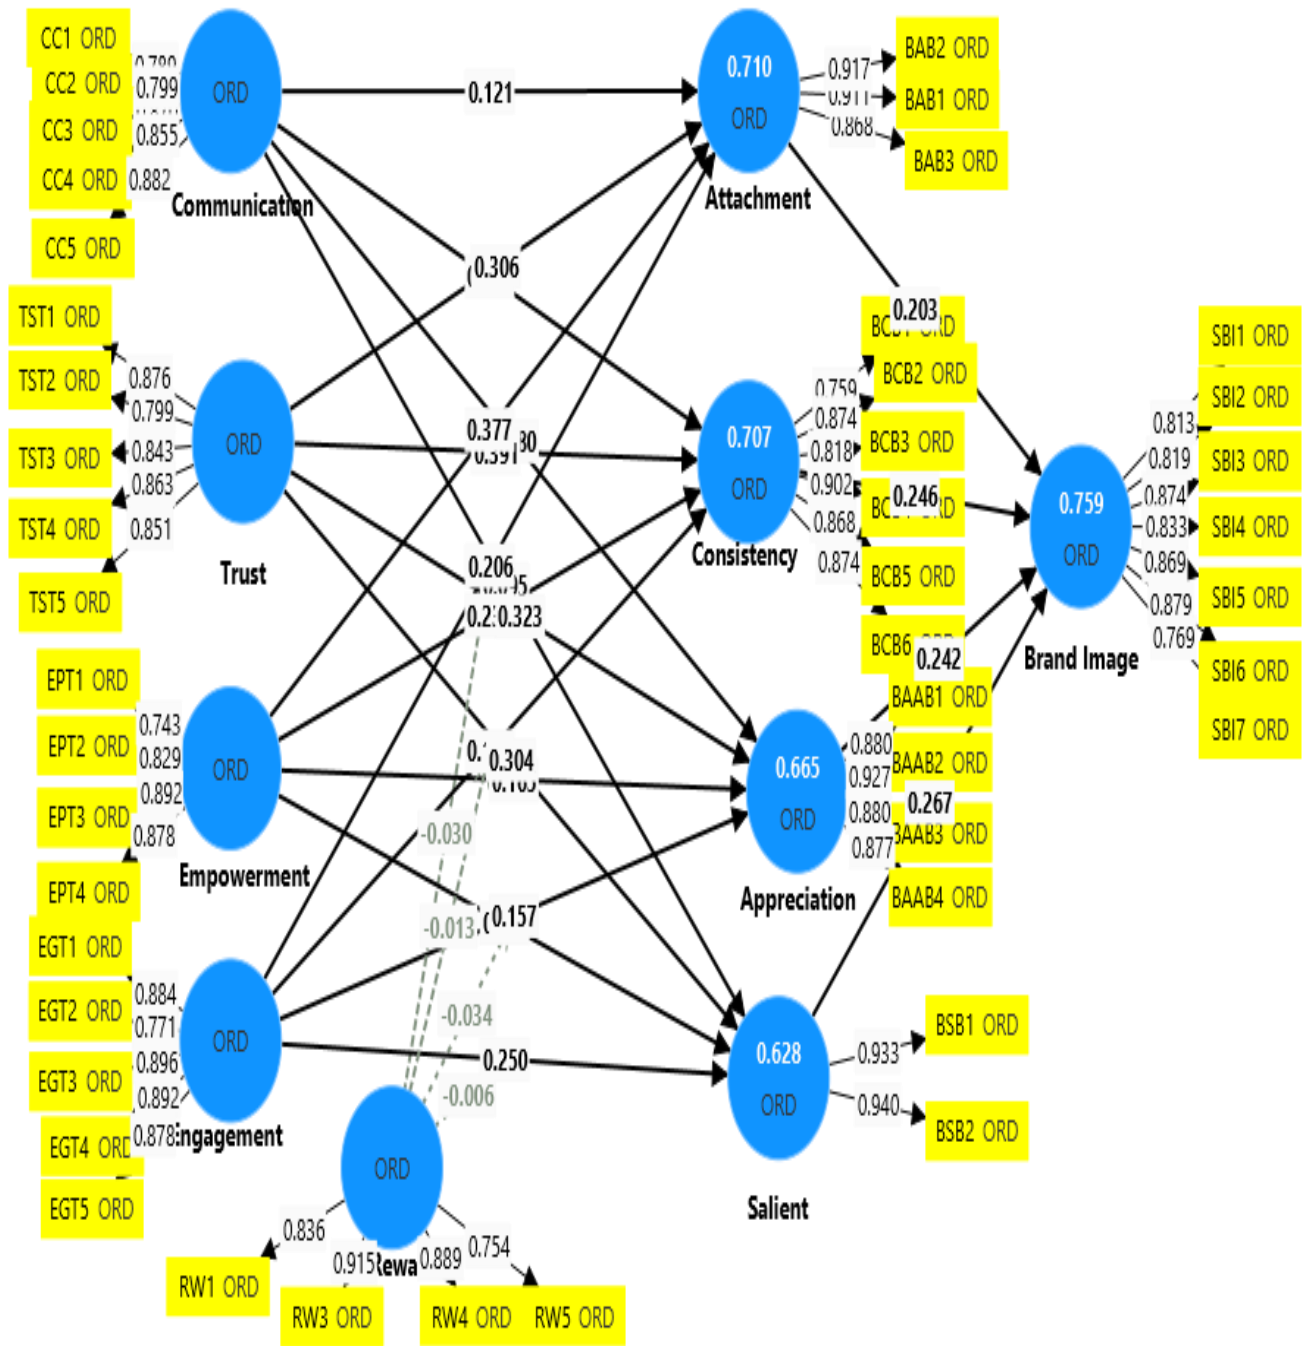 CC1 ORD
CC2 ORD
CC3 ORD
CC4 ORD
CC5 ORD
0.799
0.855
0.882
ORD
Communication
TST1 ORD
TST2 ORD
TST3 ORD
TST4 ORD
TST5 ORD
0.876
0.799
0.843
0.863
0.851
ORD
Trust
EPT1 ORD
EPT2 ORD
EPT3 ORD
EPT4 ORD
0.743
0.829
0.892
0.878
ORD
Empowerment
EGT1 ORD
EGT2 ORD
EGT3 ORD
EGT4 ORD
EGT5 ORD
0.884
0.771
0.896
0.892
0.878
ORD
ngagement
ORD
0.836
0.915
0.889
0.754
ewa
RW1 ORD
RW3 ORD
RW4 ORD
RW5 ORD
0.121
0.306
0.377
0.206
0.323
0.304
0.157
0.250
-0.030
-0.013
-0.034
-0.006
0.710
ORD
Attachment
0.917
0.911
0.868
BAB2 ORD
BAB1 ORD
BAB3 ORD
0.707
ORD
Consistency
0.759
0.874
0.818
0.902
0.868
0.874
BCB2 ORD
BCB3 ORD
BCB5 ORD
BCB6
0.665
ORD
Appreciation
0.880
0.927
0.880
0.877
BAAB1 ORD
BAAB2 ORD
BAAB3 ORD
BAAB4 ORD
0.628
ORD
Salient
0.933
0.940
BSB1 ORD
BSB2 ORD
0.203
0.246
0.242
0.267
0.759
ORD
Brand Image
0.813
0.819
0.874
0.833
0.869
0.879
0.769
SBI1 ORD
SBI2 ORD
SBI3 ORD
SBI4 ORD
SBI5 ORD
SBI6 ORD
SBI7 ORD